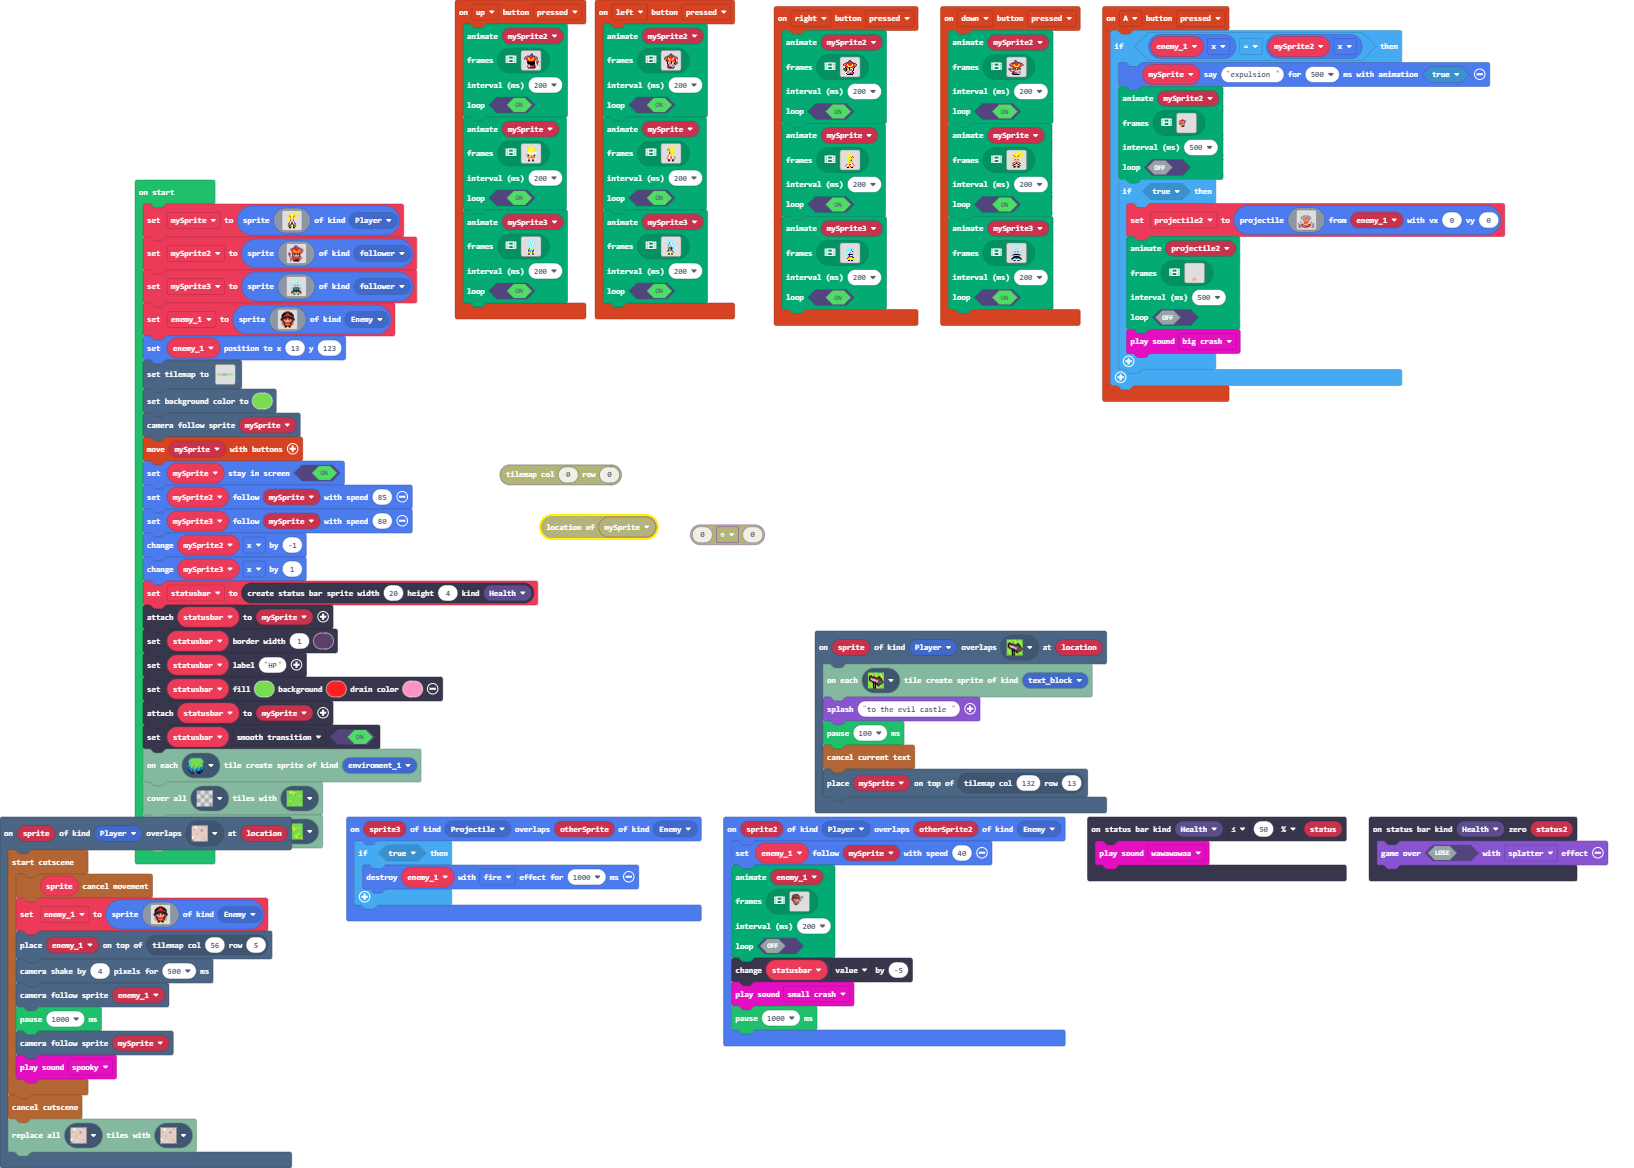 on up button pressed
animate mySprite2
frames
interval (ms) 200
loop ON
animate mySprite
frames
interval (ms) 200
loop ON
animate mySprite3
frames
interval (ms) 200
loop ON
on left button pressed
animate mySprite2
frames
interval (ms) 200
loop ON
animate mySprite
frames
interval (ms) 200
loop ON
animate mySprite3
frames
interval (ms) 200
loop ON
on right button pressed
animate mySprite2
frames
interval (ms) 200
loop ON
animate mySprite
frames
interval (ms) 200
loop ON
animate mySprite3
frames
interval (ms) 200
loop ON
on down button pressed
animate mySprite2
frames
interval (ms) 200
loop ON
animate mySprite
frames
interval (ms) 200
loop ON
animate mySprite3
frames
interval (ms) 200
loop ON
on A button pressed
if enemy_1 x = mySprite2 x then
mySprite say "expulsion " for 500 ms with animation true
animate mySprite2
frames
interval (ms) 500
loop OFF
if true then
set projectile2 to projectile from enemy_1 with vx 0 vy 0
animate projectile2
frames
interval (ms) 500
loop OFF
play sound big crash
on start
set mySprite to sprite of kind Player
set mySprite2 to sprite of kind follower
set mySprite3 to sprite of kind follower
set enemy_1 to sprite of kind Enemy
set enemy_1 position to x 13 y 123
set tilemap to
set background color to
camera follow sprite mySprite
move mySprite with buttons
set mySprite stay in screen ON
set mySprite2 follow mySprite with speed 85
set mySprite3 follow mySprite with speed 80
change mySprite2 x by -1
change mySprite3 x by 1
set statusbar to create status bar sprite width 20 height 4 kind Health
attach statusbar to mySprite
set statusbar border width 1
set statusbar label "HP"
set statusbar fill background drain color
attach statusbar to mySprite
set statusbar smooth transition ON
on each tile create sprite of kind enviroment_1
cover all tiles with
tilemap col 0 row 0
location of mySprite
0 ÷ 0
on sprite of kind Player overlaps at location
on each tile create sprite of kind text_block
splash "to the evil castle "
pause 100 ms
cancel current text
place mySprite on top of tilemap col 132 row 13
on sprite of kind Player overlaps at location
start cutscene
sprite cancel movement
set enemy_1 to sprite of kind Enemy
place enemy_1 on top of tilemap col 56 row 5
camera shake by 4 pixels for 500 ms
camera follow sprite enemy_1
pause 1000 ms
camera follow sprite mySprite
play sound spooky
cancel cutscene
replace all tiles with
on sprite3 of kind Projectile overlaps otherSprite of kind Enemy
if true then
destroy enemy_1 with fire effect for 1000 ms
on sprite2 of kind Player overlaps otherSprite2 of kind Enemy
set enemy_1 follow mySprite with speed 40
animate enemy_1
frames
interval (ms) 200
loop OFF
change statusbar value by -5
play sound small crash
pause 1000 ms
on status bar kind Health ≤ 50 % status
play sound wawawawaa
on status bar kind Health zero status2
game over LOSE with splatter effect